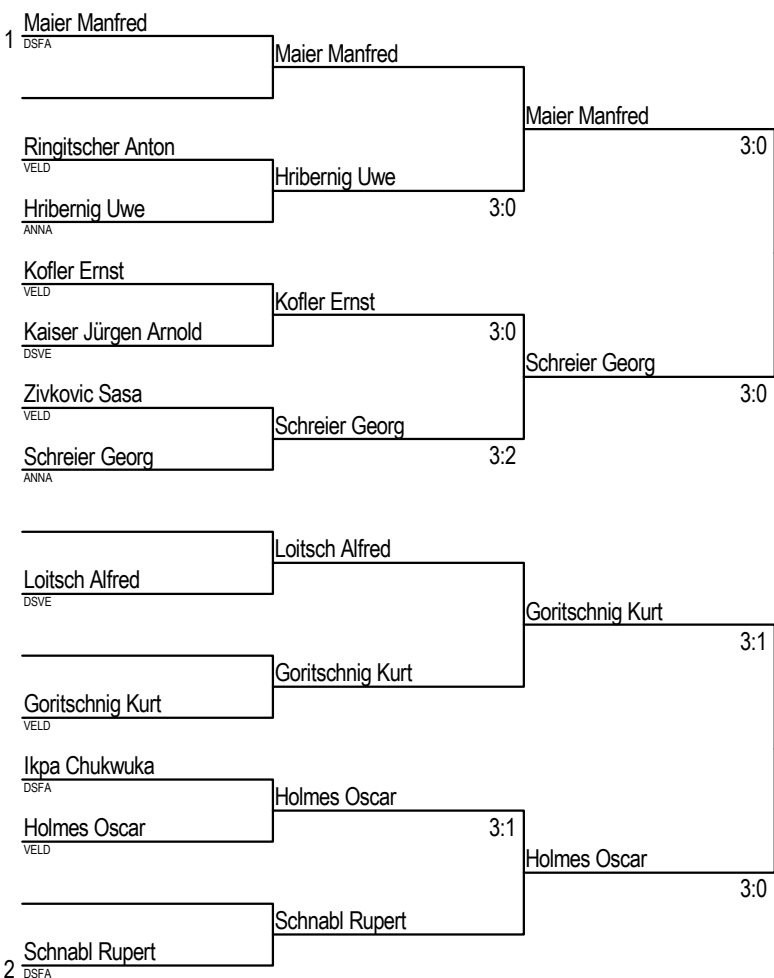 Maier Manfred
1 DSFA
Maier Manfred
Maier Manfred
3:0
Ringitscher Anton
VELD
Hribernig Uwe
3:0
Hribernig Uwe
ANNA
Kofler Ernst
VELD
Kofler Ernst
3:0
Kaiser Jürgen Arnold
DSVE
Schreier Georg
3:0
Zivkovic Sasa
VELD
Schreier Georg
3:2
Schreier Georg
ANNA
Loitsch Alfred
Loitsch Alfred
DSVE
Goritschnig Kurt
3:1
Goritschnig Kurt
Goritschnig Kurt
VELD
Ikpa Chukwuka
DSFA
Holmes Oscar
3:1
Holmes Oscar
VELD
Holmes Oscar
3:0
Schnabl Rupert
Schnabl Rupert
2 DSFA